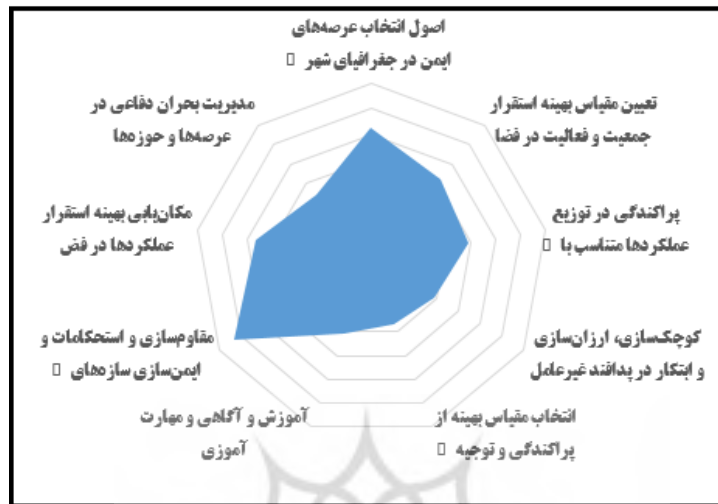 اصول انتخاب عرصه‌های
ایمن در جغرافیای شهر
تعیین مقیاس بهینه استقرار
جمعیت و فعالیت در فضا
پراکندگی در توزیع
عملکردها متناسب با
کوچک‌سازی، ارزان‌سازی
و ابتکار در پدافند غیرعامل
انتخاب مقیاس بهینه از
پراکندگی و توجیه
آموزش و آگاهی و مهارت
آموزی
مقاوم‌سازی و استحکامات و
ایمن‌سازی سازه‌های
مکان‌یابی بهینه استقرار
عملکردها در فض
مدیریت بحران دفاعی در
عرصه‌ها و حوزه‌ها